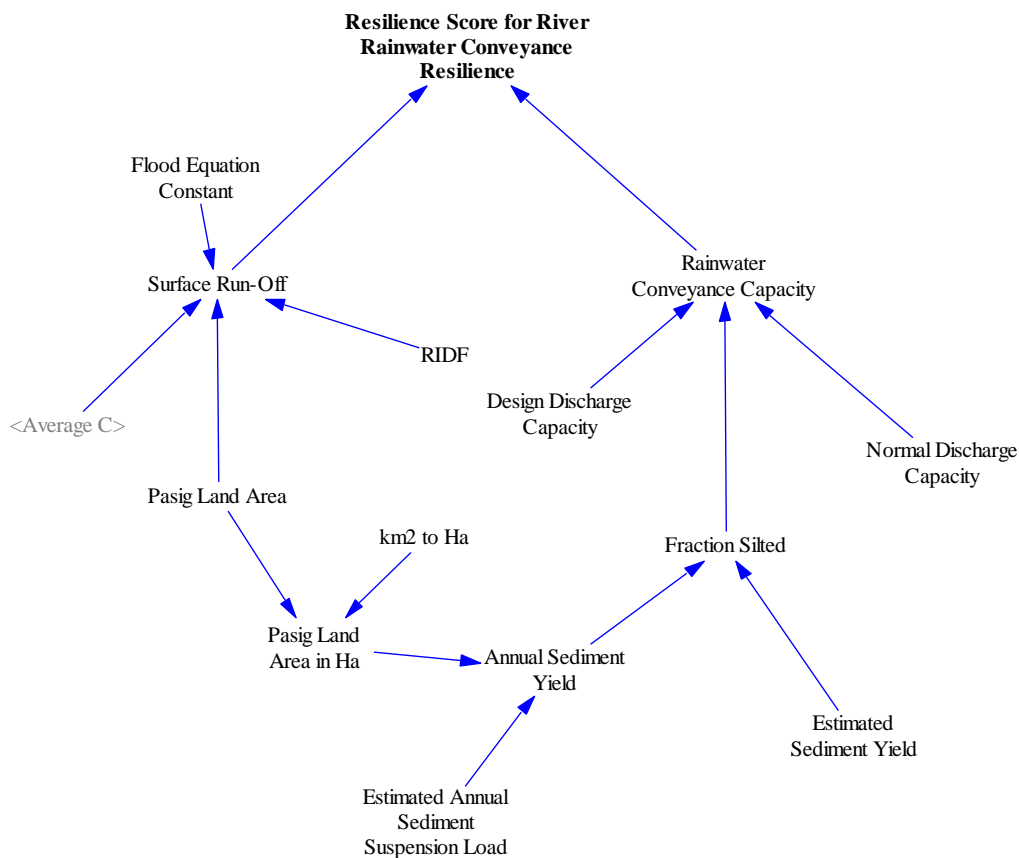 Resilience Score for River
Rainwater Conveyance
Resilience
Flood Equation
Constant
Surface Run-Off
Rainwater
Conveyance Capacity
RIDF
<Average C>
Design Discharge
Capacity
Normal Discharge
Capacity
Pasig Land Area
km2 to Ha
Fraction Silted
Pasig Land
Area in Ha
Annual Sediment
Yield
Estimated
Sediment Yield
Estimated Annual
Sediment
Suspension Load